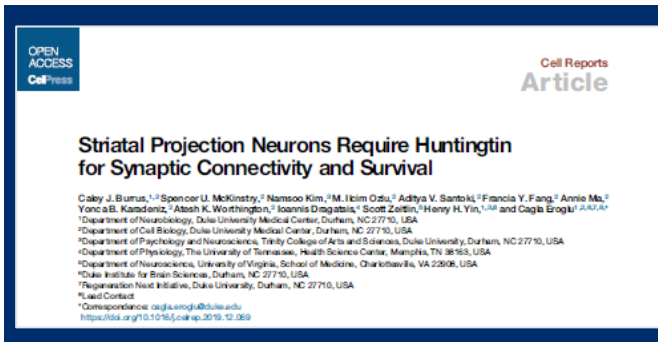 OPEN
ACCESS
CelPress
Cell Reports
Article
Striatal Projection Neurons Require Huntingtin
for Synaptic Connectivity and Survival
Caley J. Burrus,1,2 Spencer U. McKinstry,2 Namsoo Kim,3 M. Ilcim Ozlu,2 Aditya V. Santoki,2 Francia Y. Fang,2 Annie Ma,2
Yonca B. Karadeniz,2 Atesh K. Worthington,2 Ioannis Dragatsis,4 Scott Zeitlin,5 Henry H. Yin,1,3,6 and Cagla Eroglu1,2,6,7,8,*
1Department of Neurobiology, Duke University Medical Center, Durham, NC 27710, USA
2Department of Cell Biology, Duke University Medical Center, Durham, NC 27710, USA
3Department of Psychology and Neuroscience, Trinity College of Arts and Sciences, Duke University, Durham, NC 27710, USA
4Department of Physiology, The University of Tennessee, Health Science Center, Memphis, TN 38163, USA
5Department of Neuroscience, University of Virginia, School of Medicine, Charlottesville, VA 22908, USA
6Duke Institute for Brain Sciences, Durham, NC 27710, USA
7Regeneration Next Initiative, Duke University, Durham, NC 27710, USA
8Lead Contact
*Correspondence: cagla.eroglu@duke.edu
https://doi.org/10.1016/j.celrep.2019.12.069